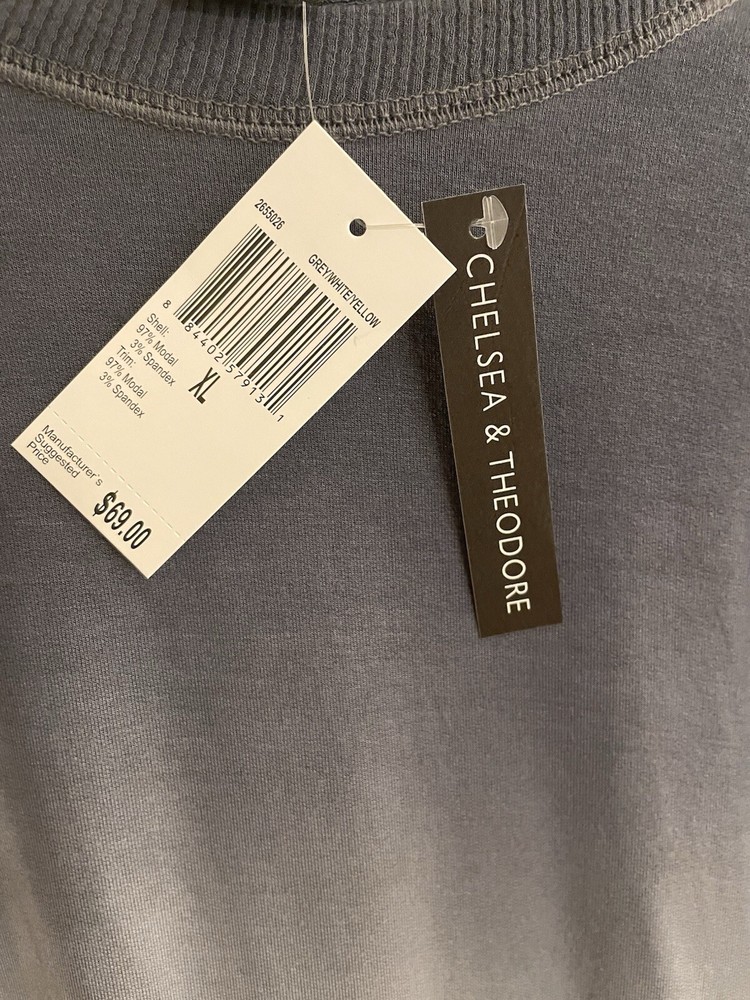 2655026
GREY/WHITE/YELLOW
8 84402 57913 1
Shell:
97% Modal
3% Spandex
Trim:
97% Modal
3% Spandex
XL
Manufacturer's
Suggested
Price
$69.00
CHELSEA & THEODORE